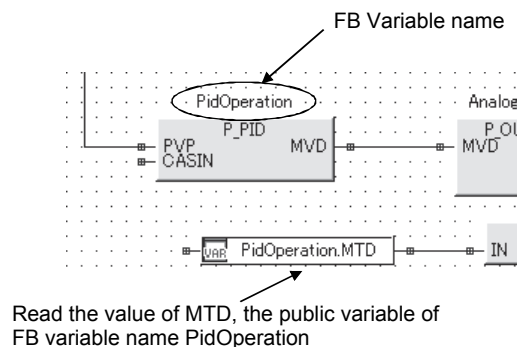 FB Variable name
PidOperation
P_PID
PVP
CASIN
MVD
Analog
MVD
VAR PidOperation.MTD
IN
Read the value of MTD, the public variable of
FB variable name PidOperation